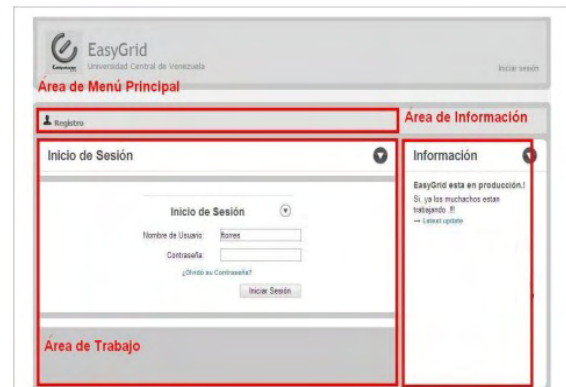 EasyGrid
Universidad Central de Venezuela
Iniciar sesión
Área de Menú Principal
Registro
Área de Información
Inicio de Sesión
Información
EasyGrid esta en producción.!
Si, ya los muchachos estan
trabajando .!!
→ Latest update
Inicio de Sesión
Nombre de Usuario:
ftorres
Contraseña:
¿Olvidó su Contraseña?
Iniciar Sesión
Área de Trabajo